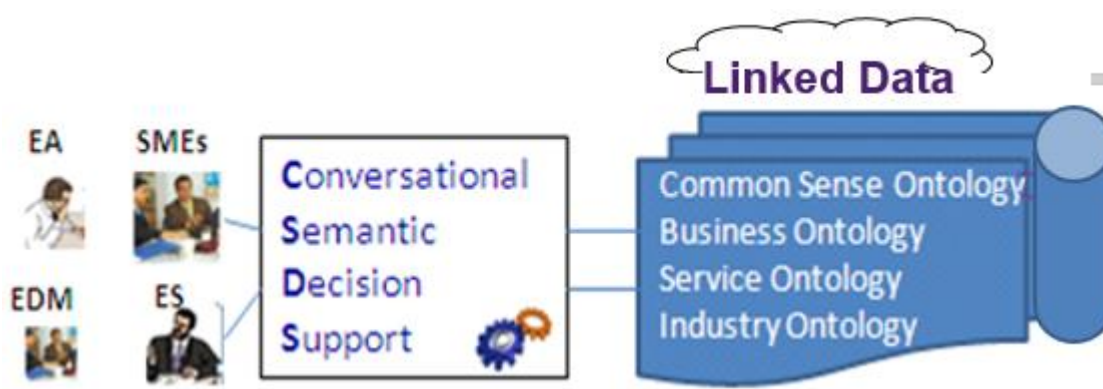 Linked Data
EA SMEs
EDM ES
Conversational
Semantic
Decision
Support
Common Sense Ontology
Business Ontology
Service Ontology
Industry Ontology